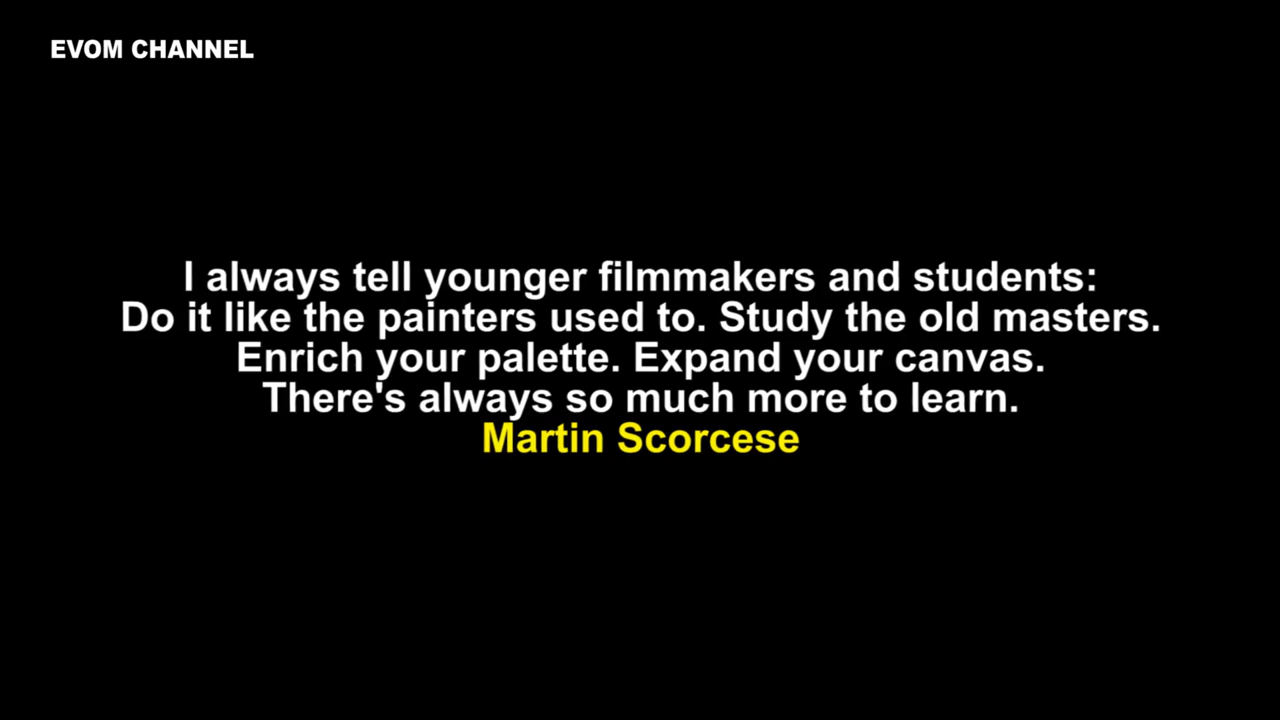 EVOM CHANNEL
I always tell younger filmmakers and students:
Do it like the painters used to. Study the old masters.
Enrich your palette. Expand your canvas.
There's always so much more to learn.
Martin Scorcese